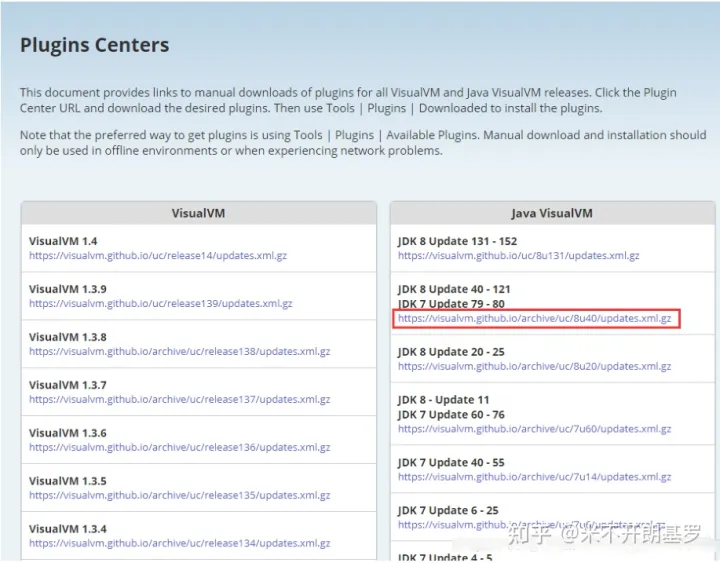 Plugins Centers
This document provides links to manual downloads of plugins for all VisualVM and Java VisualVM releases. Click the Plugin
Center URL and download the desired plugins. Then use Tools | Plugins | Downloaded to install the plugins.
Note that the preferred way to get plugins is using Tools | Plugins | Available Plugins. Manual download and installation should
only be used in offline environments or when experiencing network problems.
VisualVM
VisualVM 1.4
https://visualvm.github.io/uc/release14/updates.xml.gz
VisualVM 1.3.9
https://visualvm.github.io/uc/release139/updates.xml.gz
VisualVM 1.3.8
https://visualvm.github.io/archive/uc/release138/updates.xml.gz
VisualVM 1.3.7
https://visualvm.github.io/archive/uc/release137/updates.xml.gz
VisualVM 1.3.6
https://visualvm.github.io/archive/uc/release136/updates.xml.gz
VisualVM 1.3.5
https://visualvm.github.io/archive/uc/release135/updates.xml.gz
VisualVM 1.3.4
https://visualvm.github.io/archive/uc/release134/updates.xml.gz
Java VisualVM
JDK 8 Update 131 - 152
https://visualvm.github.io/uc/8u131/updates.xml.gz
JDK 8 Update 40 - 121
JDK 7 Update 79 - 80
https://visualvm.github.io/archive/uc/8u40/updates.xml.gz
JDK 8 Update 20 - 25
https://visualvm.github.io/archive/uc/8u20/updates.xml.gz
JDK 8 - Update 11
JDK 7 Update 60 - 76
https://visualvm.github.io/archive/uc/7u60/updates.xml.gz
JDK 7 Update 40 - 55
https://visualvm.github.io/archive/uc/7u14/updates.xml.gz
JDK 7 Update 6 - 25
https://visualvm.github.io/archive/uc/7u6/updates.xml.gz
JDK 7 Update 4 - 5
知乎 @米不开朗基罗